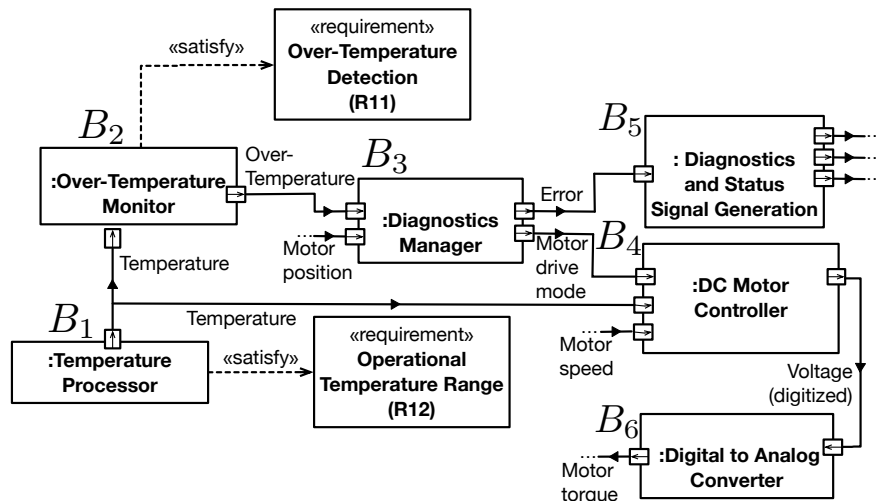 «requirement»
Over-Temperature
Detection
(R11)
«satisfy»
B2
:Over-Temperature
Monitor
Over-
Temperature
B3
:Diagnostics
Manager
Motor
position
Error
Motor
drive
mode
B5
: Diagnostics
and Status
Signal Generation
B4
:DC Motor
Controller
Temperature
Temperature
Motor
speed
B1
:Temperature
Processor
«satisfy»
«requirement»
Operational
Temperature Range
(R12)
Voltage
(digitized)
B6
:Digital to Analog
Converter
Motor
torque